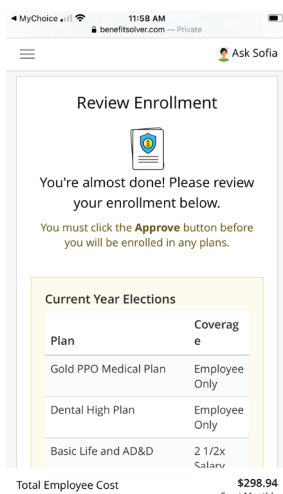 MyChoice 11:58 AM
benefitsolver.com — Private
Ask Sofia
Review Enrollment
You're almost done! Please review
your enrollment below.
You must click the Approve button before
you will be enrolled in any plans.
Current Year Elections
Plan Coverag
e
Gold PPO Medical Plan Employee
Only
Dental High Plan Employee
Only
Basic Life and AD&D 2 1/2x
Salary
Total Employee Cost $298.94